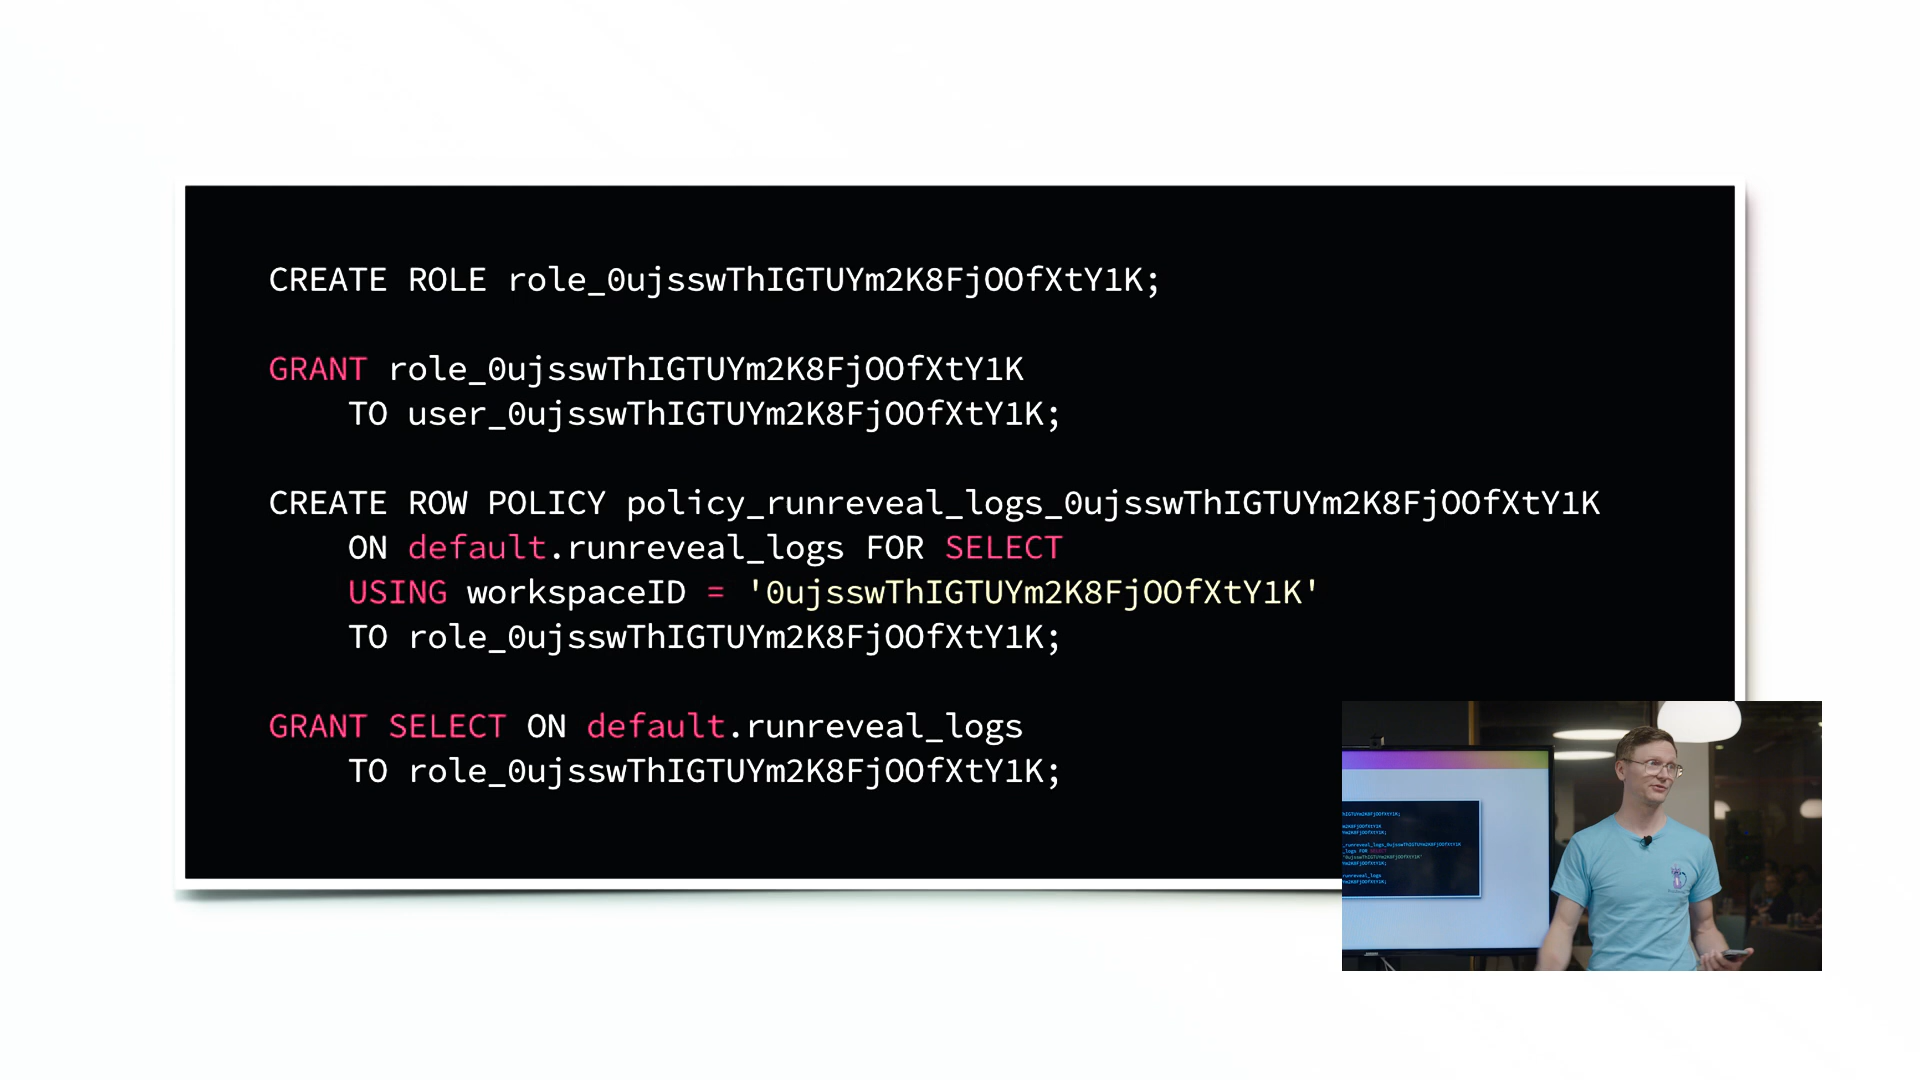 CREATE ROLE role_0ujsswThIGTUYm2K8FjOOfXtY1K;
GRANT role_0ujsswThIGTUYm2K8FjOOfXtY1K
TO user_0ujsswThIGTUYm2K8FjOOfXtY1K;
CREATE ROW POLICY policy_runreveal_logs_0ujsswThIGTUYm2K8FjOOfXtY1K
ON default.runreveal_logs FOR SELECT
USING workspaceID = '0ujsswThIGTUYm2K8FjOOfXtY1K'
TO role_0ujsswThIGTUYm2K8FjOOfXtY1K;
GRANT SELECT ON default.runreveal_logs
TO role_0ujsswThIGTUYm2K8FjOOfXtY1K;